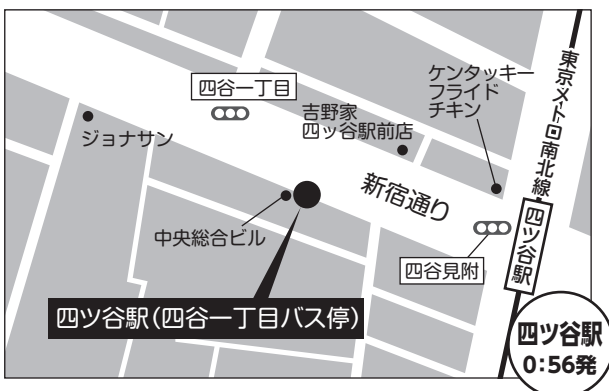 四谷一丁目
ジョナサン
吉野家
四ッ谷駅前店
ケンタッキー
フライド
チキン
東京メトロ南北線
四ツ谷駅
新宿通り
中央総合ビル
四谷見附
四ツ谷駅(四谷一丁目バス停)
四ツ谷駅
0:56発